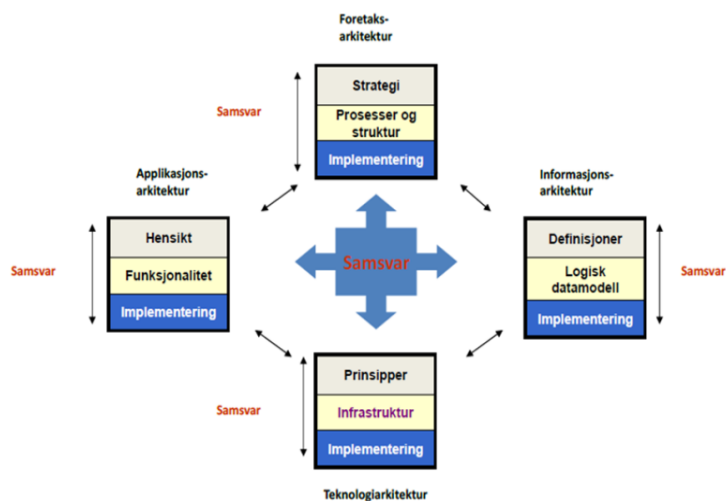 Foretaks-
arkitektur
Strategi
Samsvar
Prosesser og
struktur
Implementering
Applikasjons-
arkitektur
Informasjons-
arkitektur
Hensikt
Samsvar
Funksjonalitet
Implementering
Samsvar
Definisjoner
Logisk
datamodell
Samsvar
Implementering
Prinsipper
Samsvar
Infrastruktur
Implementering
Teknologiarkitektur